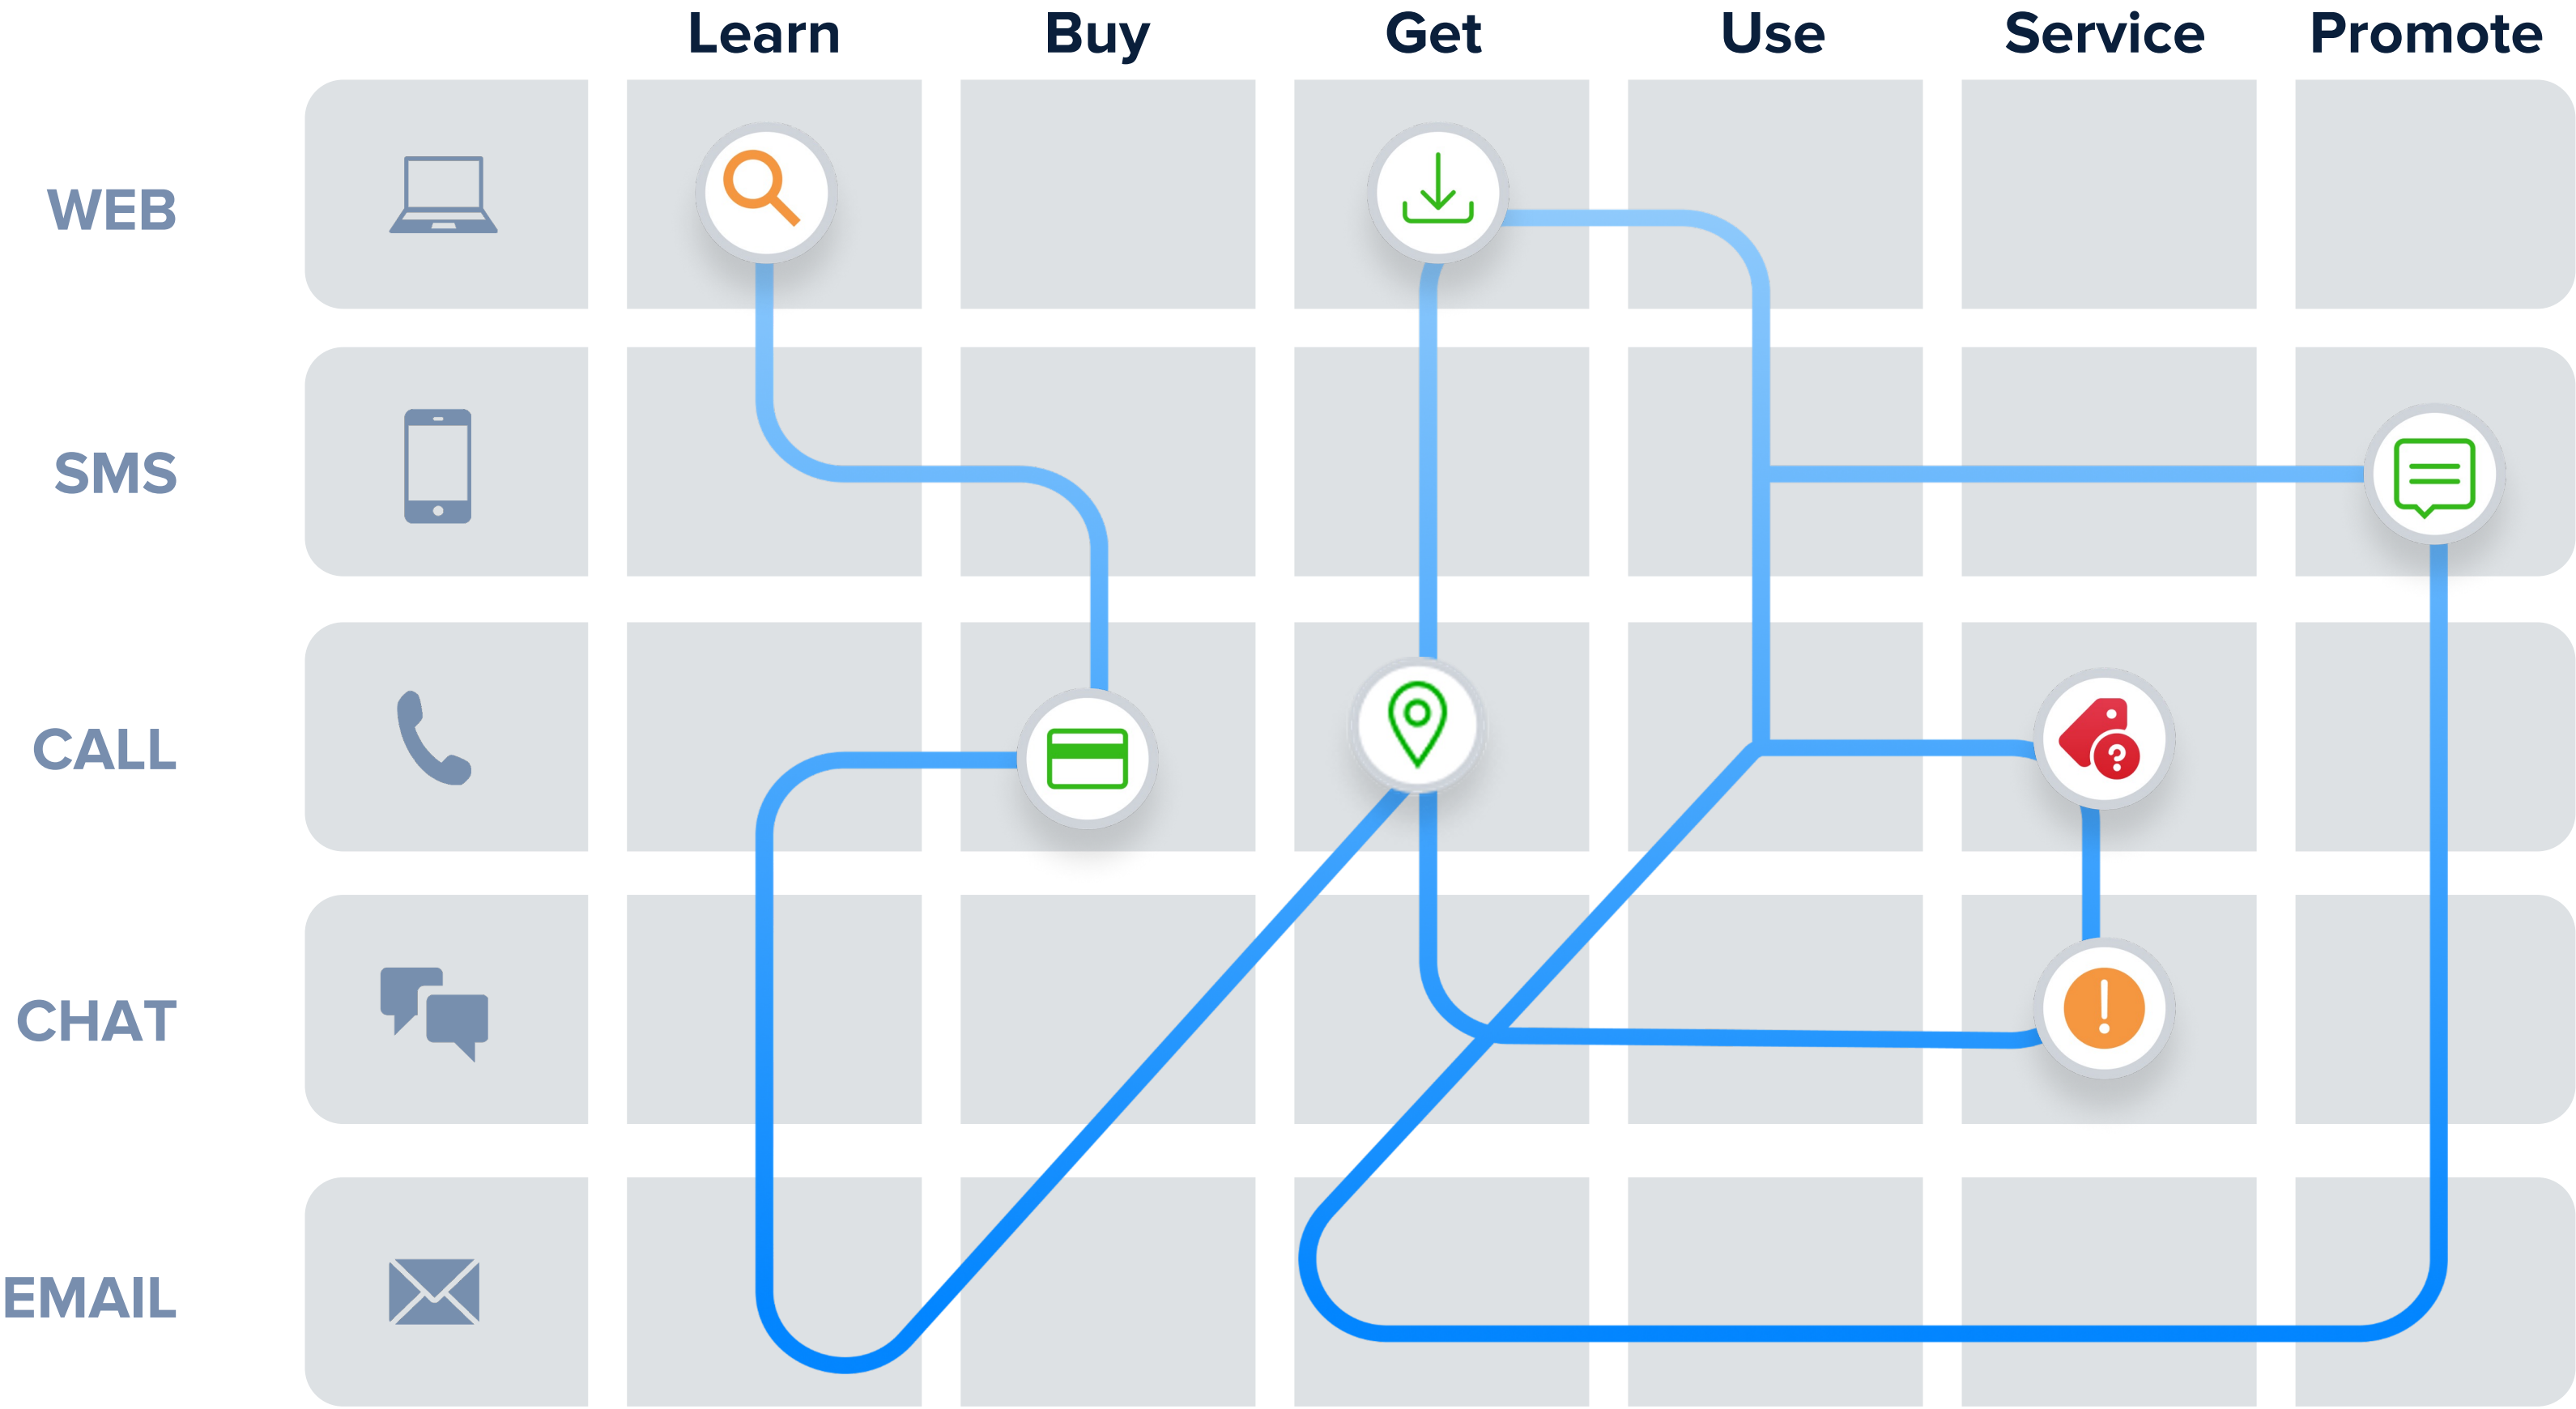 Learn Buy Get Use Service Promote
WEB
SMS
CALL
CHAT
EMAIL